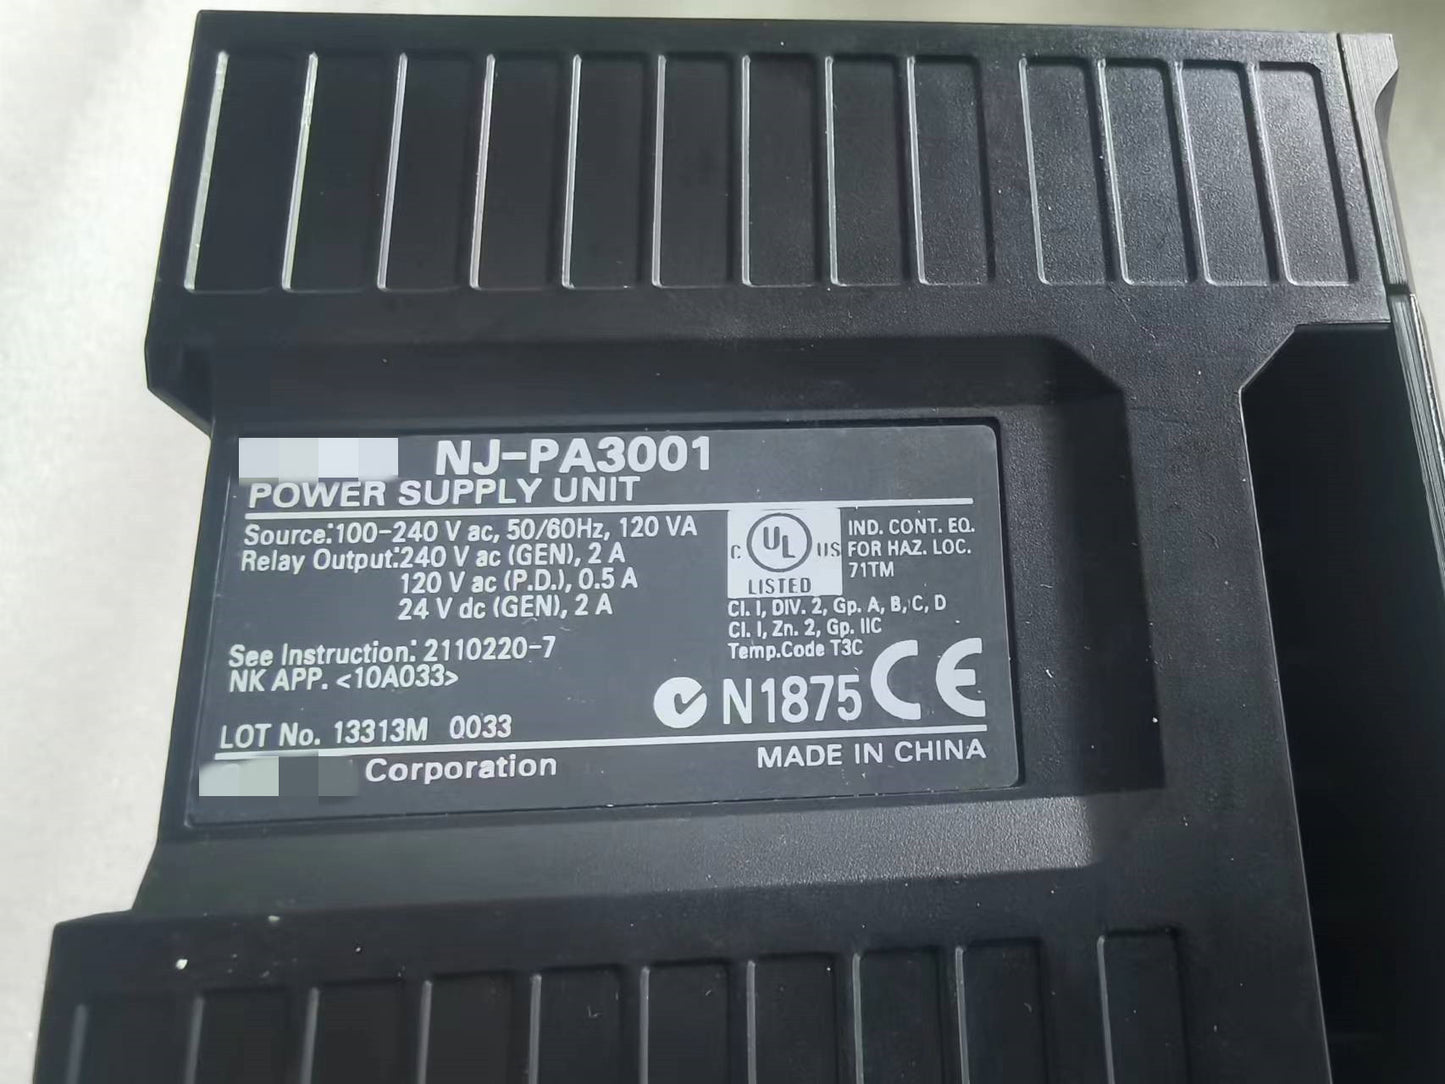 NJ-PA3001
POWER SUPPLY UNIT
Source:100-240 V ac, 50/60Hz, 120 VA
Relay Output:240 V ac (GEN), 2 A
120 V ac (P.D.), 0.5 A
24 V dc (GEN), 2 A
See Instruction: 2110220-7
NK APP. <10A033>
LOT No. 13313M 0033
C UL US
LISTED
IND. CONT. EQ.
FOR HAZ. LOC.
71TM
Cl. I, DIV. 2, Gp. A, B, C, D
Cl. I, Zn. 2, Gp. IIC
Temp.Code T3C
N1875 CE
Corporation
MADE IN CHINA